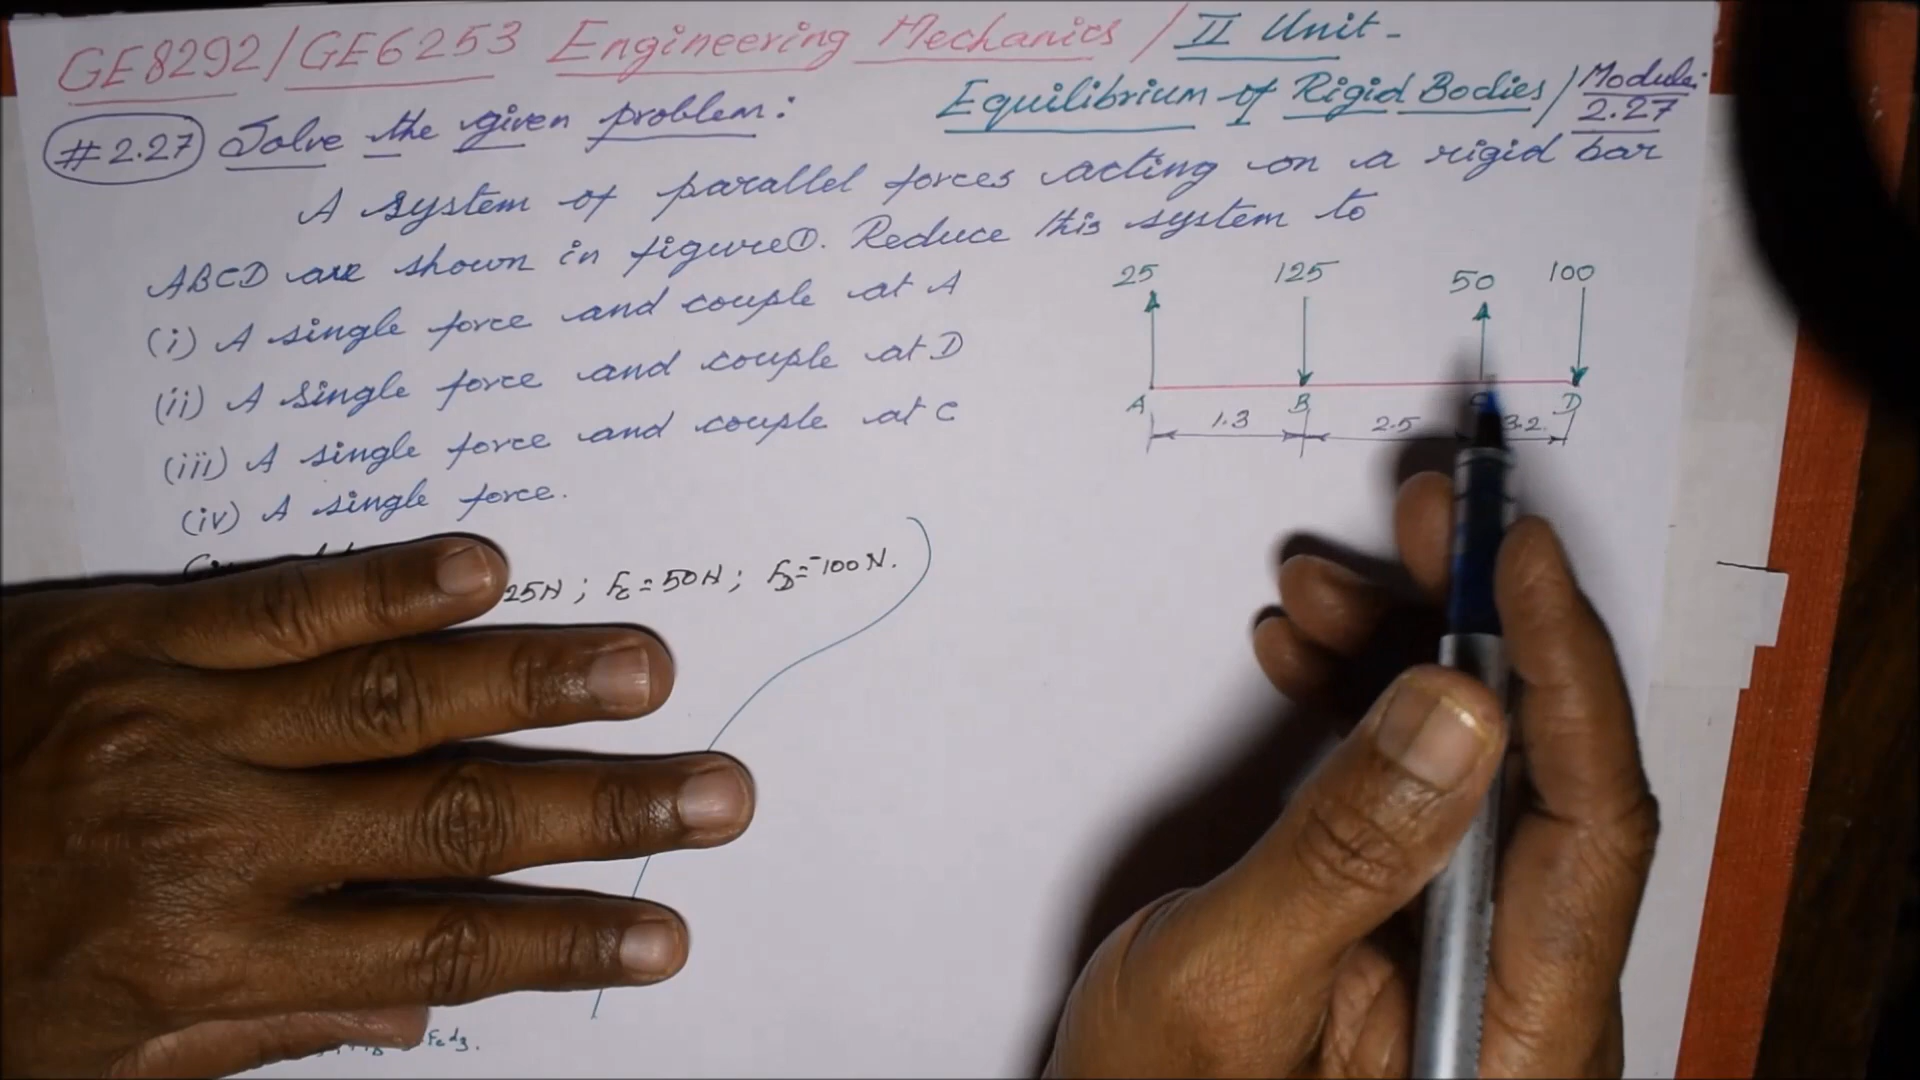 GE8292/GE6253 Engineering Mechanics / II Unit -
Equilibrium of Rigid Bodies / Module: 2.27
#2.27 Solve the given problem:
A system of parallel forces acting on a rigid bar
ABCD are shown in figure①. Reduce this system to
(i) A single force and couple at A
(ii) A single force and couple at D
(iii) A single force and couple at C
(iv) A single force.
25 125 50 100
A B D
1.3 2.5 3.2
25N ; Fc = 50N ; FD = -100N.